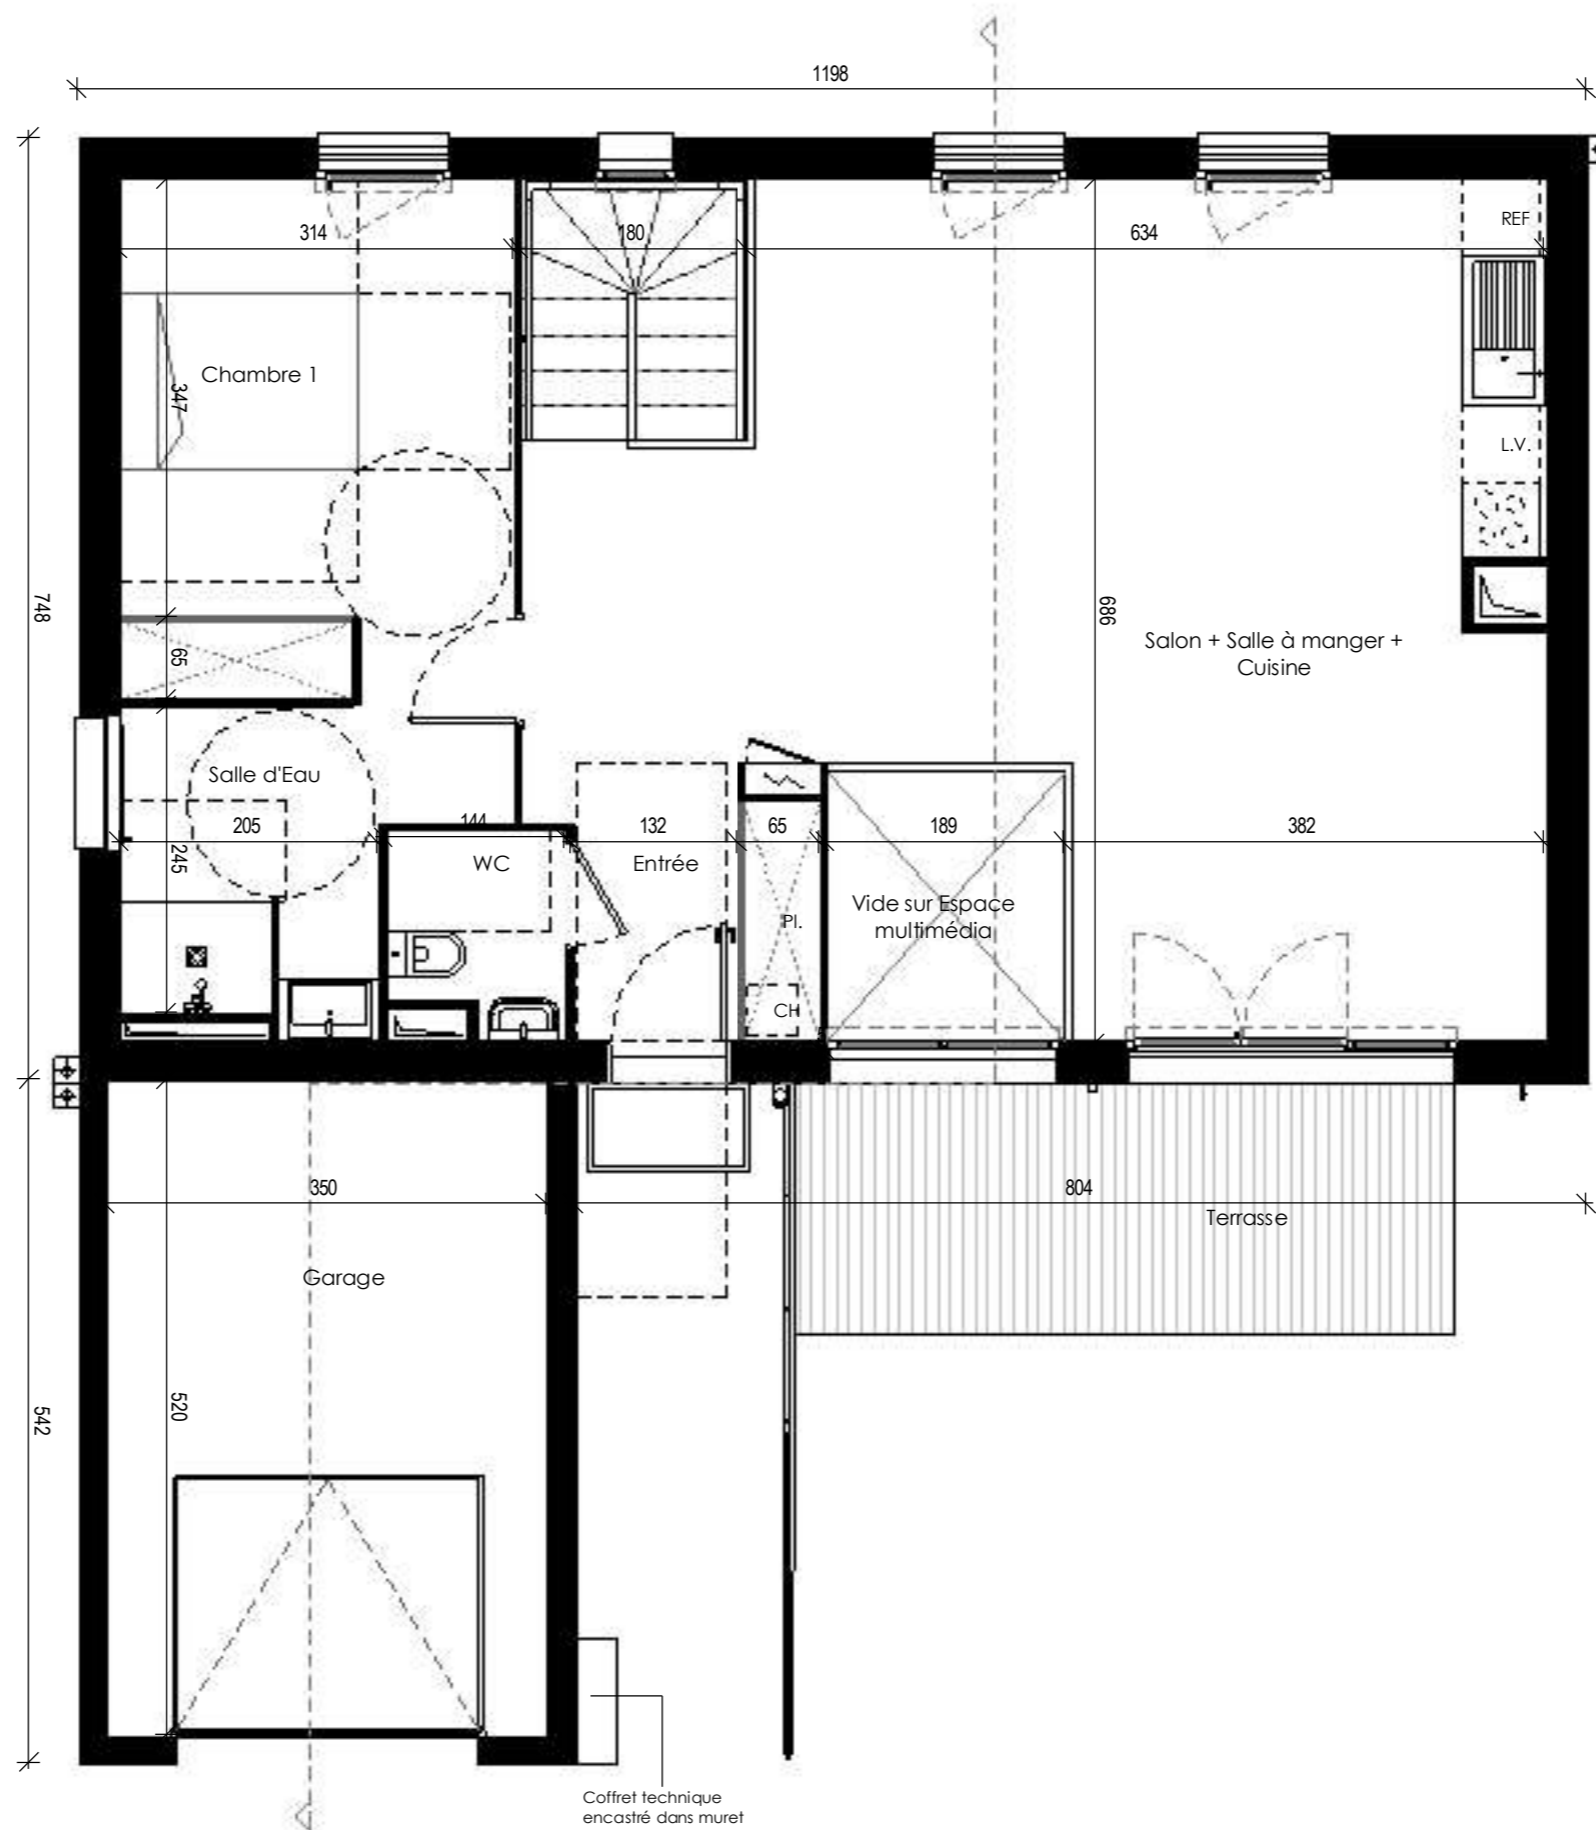 1198
314
180
634
REF
Chambre 1
347
L.V.
748
686
Salon + Salle à manger +
Cuisine
65
Salle d'Eau
205
144
132
65
189
382
245
WC
Entrée
Pl.
Vide sur Espace
multimédia
CH
350
804
Terrasse
Garage
520
542
Coffret technique
encastré dans muret